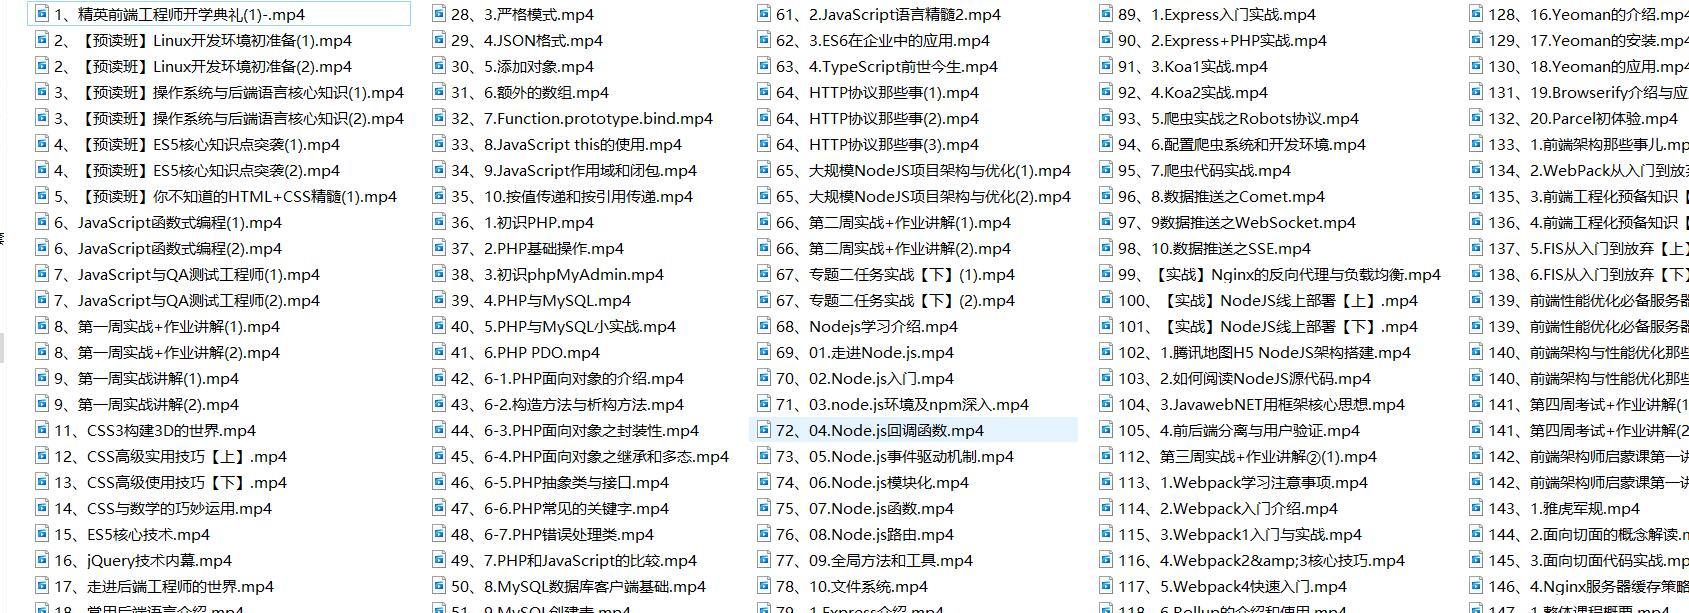 1、精英前端工程师开学典礼(1)-.mp4
2、【预读班】Linux开发环境初准备(1).mp4
2、【预读班】Linux开发环境初准备(2).mp4
3、【预读班】操作系统与后端语言核心知识(1).mp4
3、【预读班】操作系统与后端语言核心知识(2).mp4
4、【预读班】ES5核心知识点突袭(1).mp4
4、【预读班】ES5核心知识点突袭(2).mp4
5、【预读班】你不知道的HTML+CSS精髓(1).mp4
6、JavaScript函数式编程(1).mp4
6、JavaScript函数式编程(2).mp4
7、JavaScript与QA测试工程师(1).mp4
7、JavaScript与QA测试工程师(2).mp4
8、第一周实战+作业讲解(1).mp4
8、第一周实战+作业讲解(2).mp4
9、第一周实战讲解(1).mp4
9、第一周实战讲解(2).mp4
11、CSS3构建3D的世界.mp4
12、CSS高级实用技巧【上】.mp4
13、CSS高级使用技巧【下】.mp4
14、CSS与数学的巧妙运用.mp4
15、ES5核心技术.mp4
16、jQuery技术内幕.mp4
17、走进后端工程师的世界.mp4
18、常用后端语言介绍.mp4
28、3.严格模式.mp4
29、4.JSON格式.mp4
30、5.添加对象.mp4
31、6.额外的数组.mp4
32、7.Function.prototype.bind.mp4
33、8.JavaScript this的使用.mp4
34、9.JavaScript作用域和闭包.mp4
35、10.按值传递和按引用传递.mp4
36、1.初识PHP.mp4
37、2.PHP基础操作.mp4
38、3.初识phpMyAdmin.mp4
39、4.PHP与MySQL.mp4
40、5.PHP与MySQL小实战.mp4
41、6.PHP PDO.mp4
42、6-1.PHP面向对象的介绍.mp4
43、6-2.构造方法与析构方法.mp4
44、6-3.PHP面向对象之封装性.mp4
45、6-4.PHP面向对象之继承和多态.mp4
46、6-5.PHP抽象类与接口.mp4
47、6-6.PHP常见的关键字.mp4
48、6-7.PHP错误处理类.mp4
49、7.PHP和JavaScript的比较.mp4
50、8.MySQL数据库客户端基础.mp4
51、9.MySQL创建表.mp4
61、2.JavaScript语言精髓2.mp4
62、3.ES6在企业中的应用.mp4
63、4.TypeScript前世今生.mp4
64、HTTP协议那些事(1).mp4
64、HTTP协议那些事(2).mp4
64、HTTP协议那些事(3).mp4
65、大规模NodeJS项目架构与优化(1).mp4
65、大规模NodeJS项目架构与优化(2).mp4
66、第二周实战+作业讲解(1).mp4
66、第二周实战+作业讲解(2).mp4
67、专题二任务实战【下】(1).mp4
67、专题二任务实战【下】(2).mp4
68、Nodejs学习介绍.mp4
69、01.走进Node.js.mp4
70、02.Node.js入门.mp4
71、03.node.js环境及npm深入.mp4
72、04.Node.js回调函数.mp4
73、05.Node.js事件驱动机制.mp4
74、06.Node.js模块化.mp4
75、07.Node.js函数.mp4
76、08.Node.js路由.mp4
77、09.全局方法和工具.mp4
78、10.文件系统.mp4
79、1.Express介绍.mp4
89、1.Express入门实战.mp4
90、2.Express+PHP实战.mp4
91、3.Koa1实战.mp4
92、4.Koa2实战.mp4
93、5.爬虫实战之Robots协议.mp4
94、6.配置爬虫系统和开发环境.mp4
95、7.爬虫代码实战.mp4
96、8.数据推送之Comet.mp4
97、9数据推送之WebSocket.mp4
98、10.数据推送之SSE.mp4
99、【实战】Nginx的反向代理与负载均衡.mp4
100、【实战】NodeJS线上部署【上】.mp4
101、【实战】NodeJS线上部署【下】.mp4
102、1.腾讯地图H5 NodeJS架构搭建.mp4
103、2.如何阅读NodeJS源代码.mp4
104、3.JavawebNET用框架核心思想.mp4
105、4.前后端分离与用户验证.mp4
112、第三周实战+作业讲解②(1).mp4
113、1.Webpack学习注意事项.mp4
114、2.Webpack入门介绍.mp4
115、3.Webpack1入门与实战.mp4
116、4.Webpack2&amp;3核心技巧.mp4
117、5.Webpack4快速入门.mp4
118、6.Rollup的介绍和使用.mp4
128、16.Yeoman的介绍.mp4
129、17.Yeoman的安装.mp4
130、18.Yeoman的应用.mp4
131、19.Browserify介绍与应
132、20.Parcel初体验.mp4
133、1.前端架构那些事儿.mp
134、2.WebPack从入门到放
135、3.前端工程化预备知识【
136、4.前端工程化预备知识【
137、5.FIS从入门到放弃【上】
138、6.FIS从入门到放弃【下】
139、前端性能优化必备服务器
139、前端性能优化必备服务器
140、前端架构与性能优化那些
140、前端架构与性能优化那些
141、第四周考试+作业讲解(1
141、第四周考试+作业讲解(2
142、前端架构师启蒙课第一讲
142、前端架构师启蒙课第一讲
143、1.雅虎军规.mp4
144、2.面向切面的概念解读.m
145、3.面向切面代码实战.mp
146、4.Nginx服务器缓存策略
147、1.整体课程概要.mp4